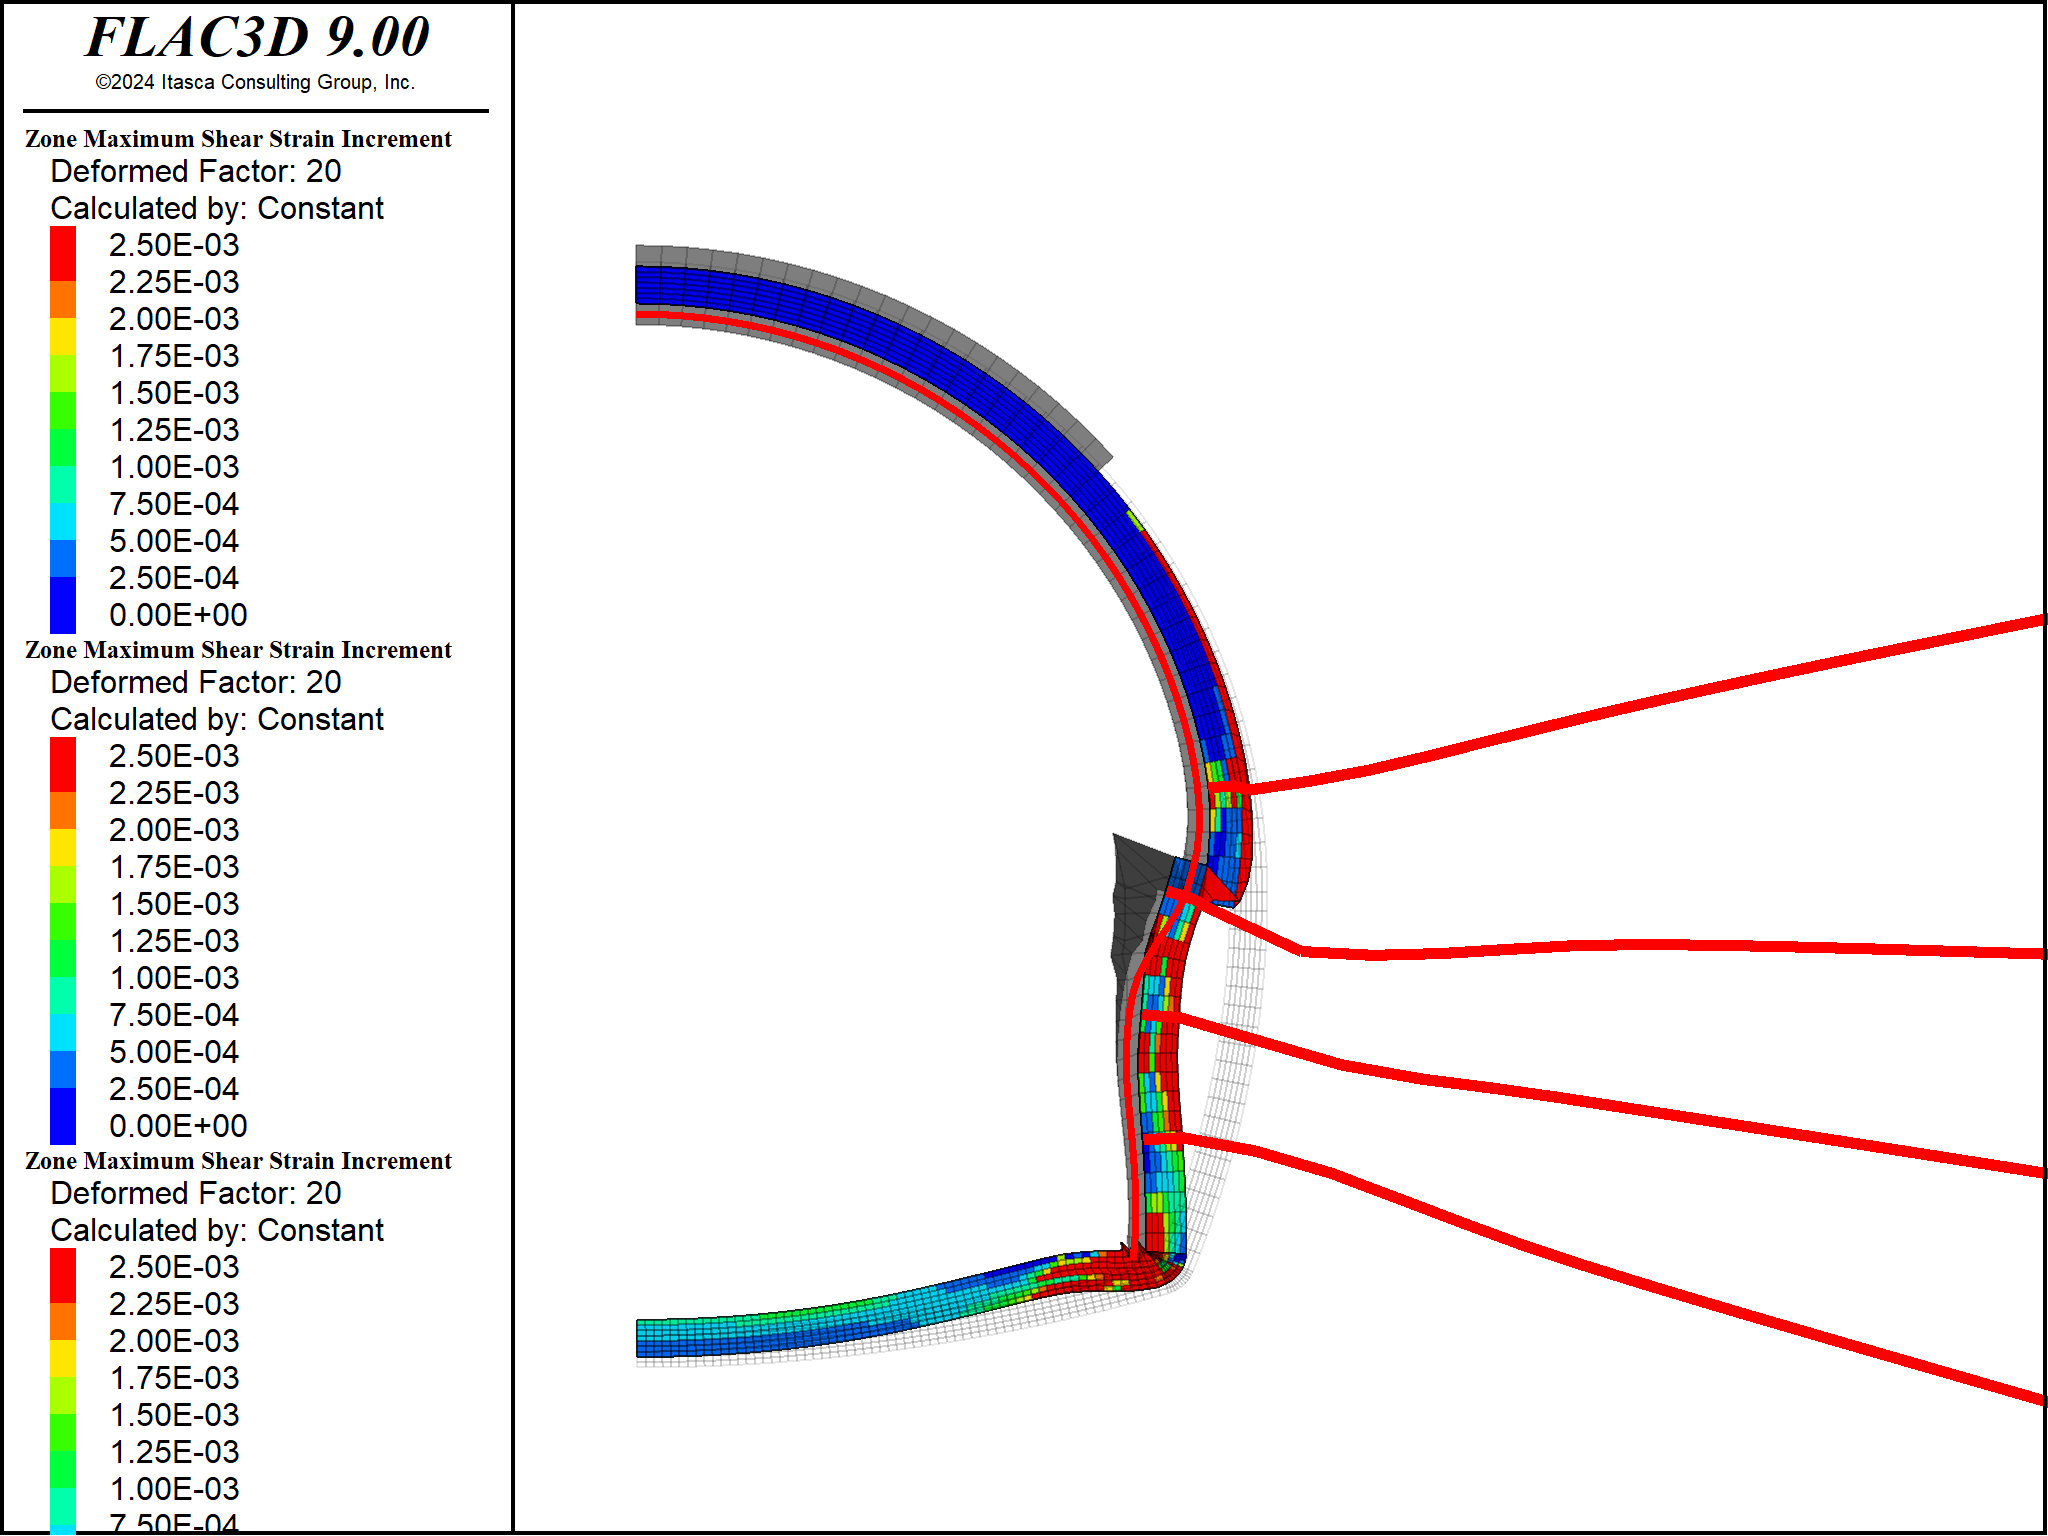 FLAC3D 9.00
©2024 Itasca Consulting Group, Inc.
Zone Maximum Shear Strain Increment
Deformed Factor: 20
Calculated by: Constant
2.50E-03
2.25E-03
2.00E-03
1.75E-03
1.50E-03
1.25E-03
1.00E-03
7.50E-04
5.00E-04
2.50E-04
0.00E+00
Zone Maximum Shear Strain Increment
Deformed Factor: 20
Calculated by: Constant
2.50E-03
2.25E-03
2.00E-03
1.75E-03
1.50E-03
1.25E-03
1.00E-03
7.50E-04
5.00E-04
2.50E-04
0.00E+00
Zone Maximum Shear Strain Increment
Deformed Factor: 20
Calculated by: Constant
2.50E-03
2.25E-03
2.00E-03
1.75E-03
1.50E-03
1.25E-03
1.00E-03
7.50E-04